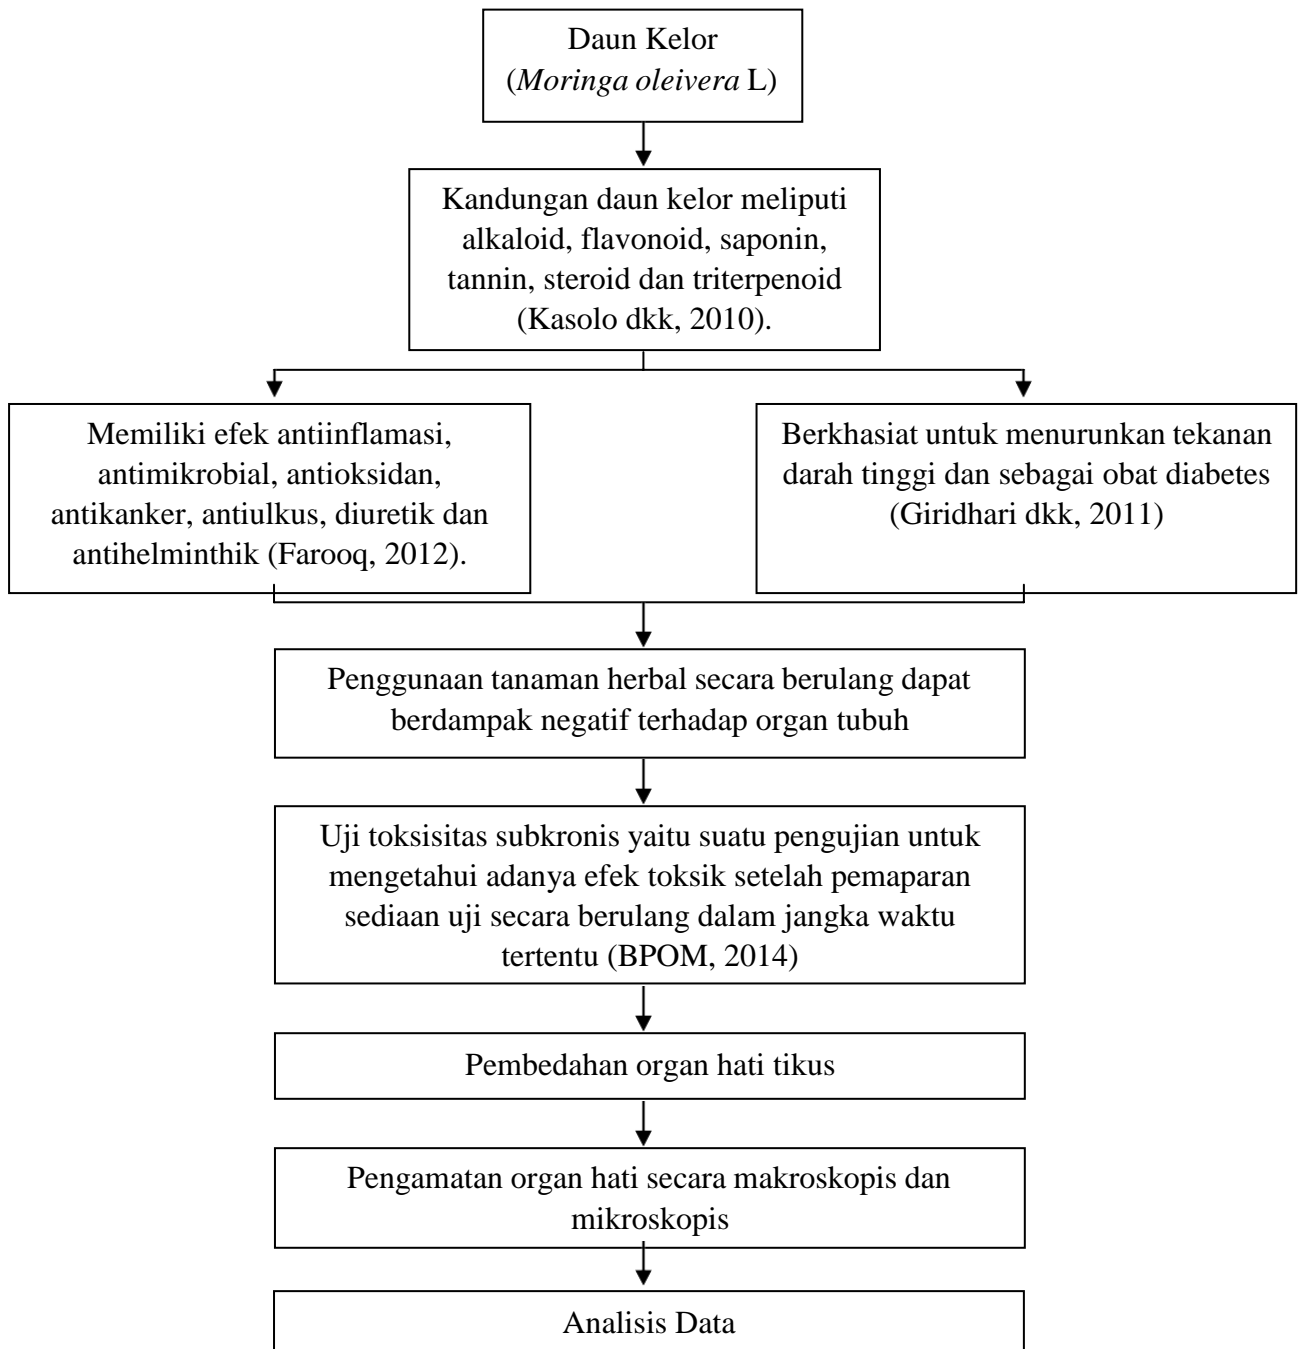 Daun Kelor
(Moringa oleivera L)
Kandungan daun kelor meliputi
alkaloid, flavonoid, saponin,
tannin, steroid dan triterpenoid
(Kasolo dkk, 2010).
Memiliki efek antiinflamasi,
antimikrobial, antioksidan,
antikanker, antiulkus, diuretik dan
antihelminthik (Farooq, 2012).
Berkhasiat untuk menurunkan tekanan
darah tinggi dan sebagai obat diabetes
(Giridhari dkk, 2011)
Penggunaan tanaman herbal secara berulang dapat
berdampak negatif terhadap organ tubuh
Uji toksisitas subkronis yaitu suatu pengujian untuk
mengetahui adanya efek toksik setelah pemaparan
sediaan uji secara berulang dalam jangka waktu
tertentu (BPOM, 2014)
Pembedahan organ hati tikus
Pengamatan organ hati secara makroskopis dan
mikroskopis
Analisis Data